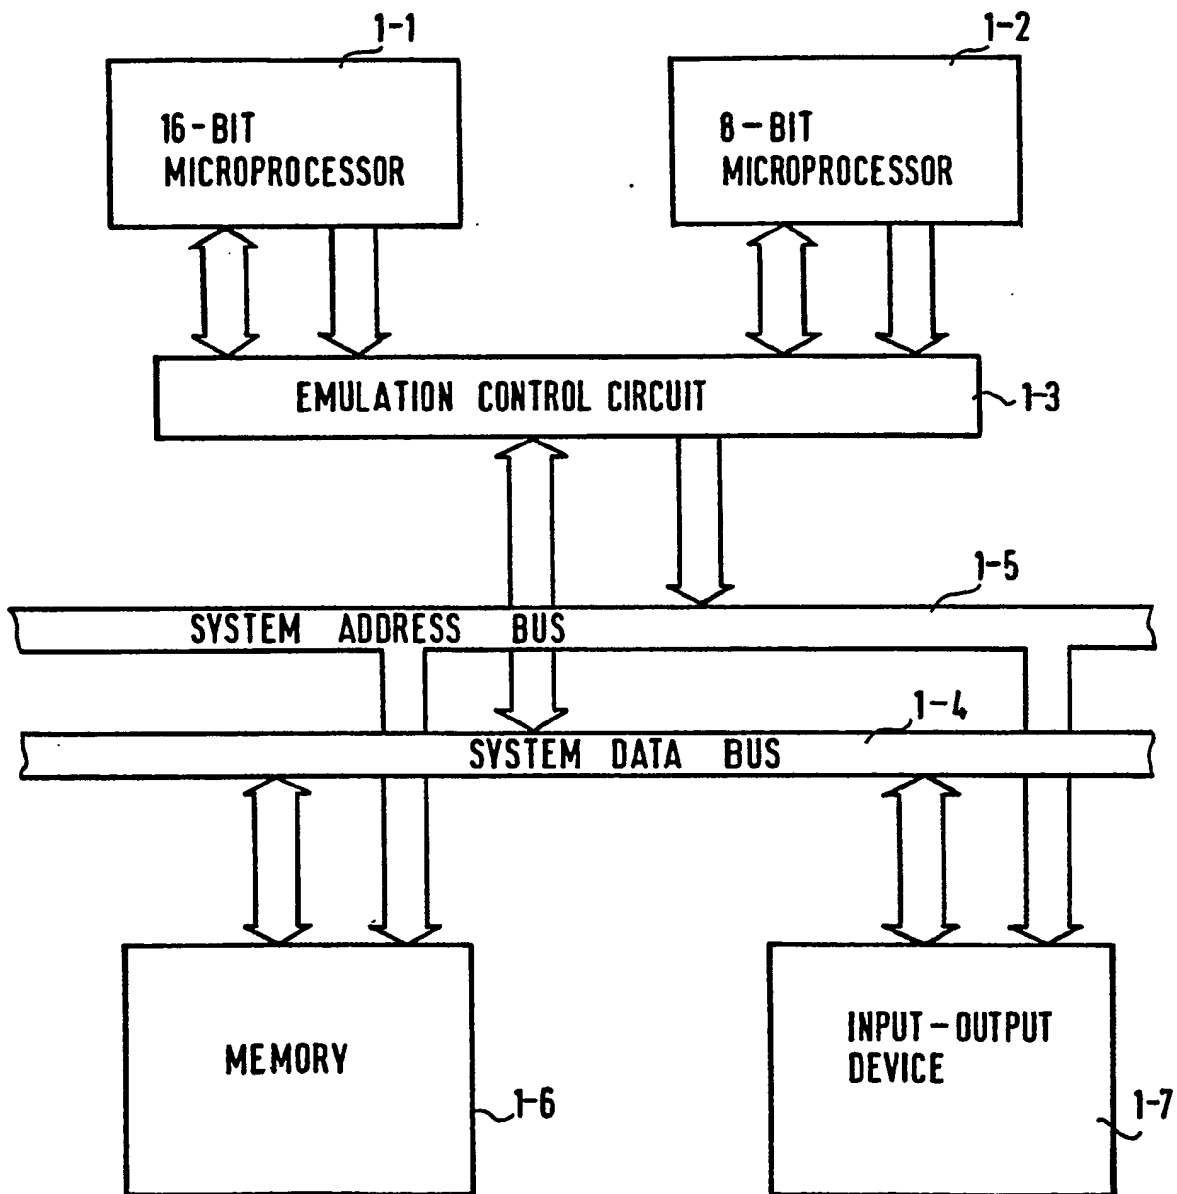 1-1
1-2
16-BIT
MICROPROCESSOR
8-BIT
MICROPROCESSOR
EMULATION CONTROL CIRCUIT
1-3
1-5
SYSTEM ADDRESS BUS
1-4
SYSTEM DATA BUS
MEMORY
1-6
INPUT-OUTPUT
DEVICE
1-7